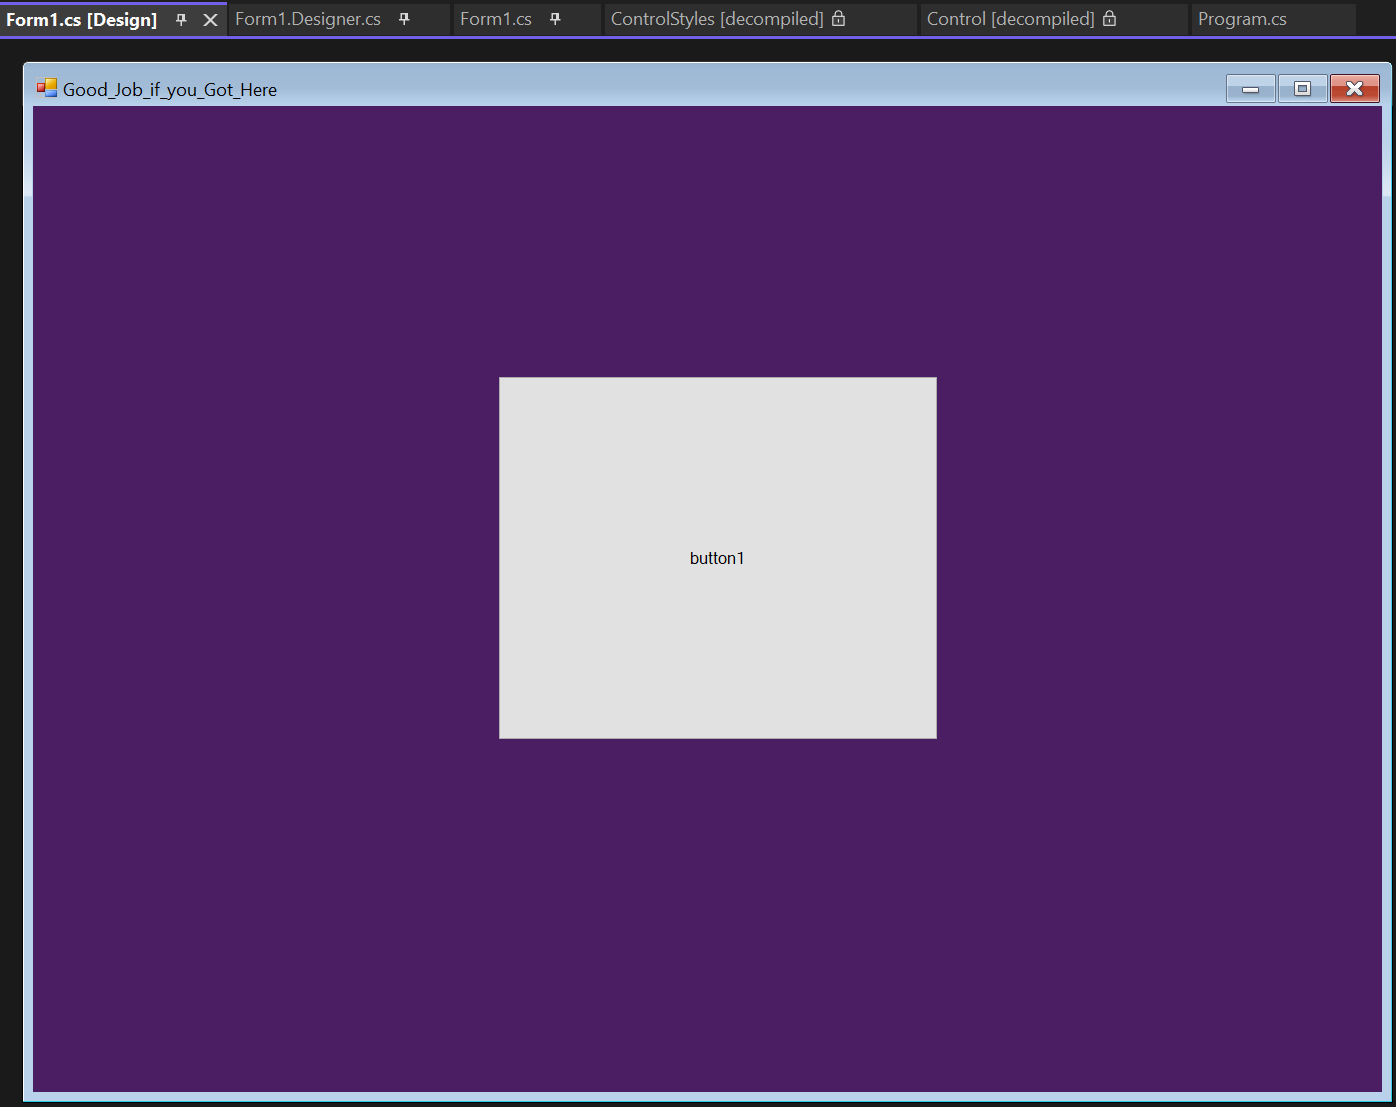 Form1.cs [Design] Form1.Designer.cs Form1.cs ControlStyles [decompiled] Control [decompiled] Program.cs
Good_Job_if_you_Got_Here
button1